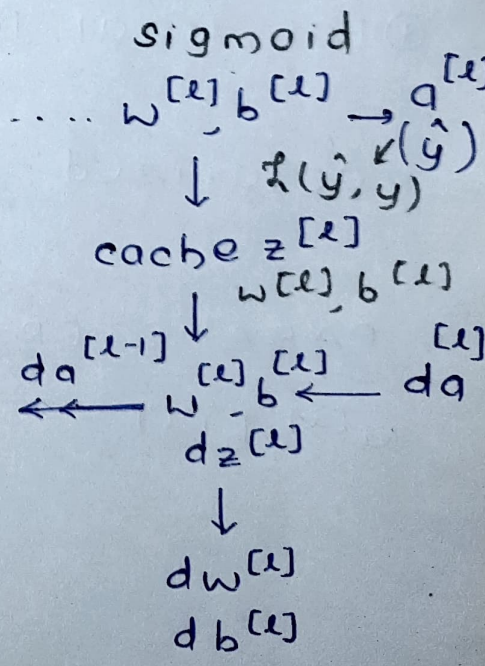 sigmoid
..... w^[l], b^[l] → a^[l]
↙ (ŷ)
↓ L(ŷ, y)
cache z^[l]
↓ w^[l], b^[l]
da^[l-1] ↞ w^[l], b^[l] ← da^[l]
dz^[l]
↓
dw^[l]
db^[l]